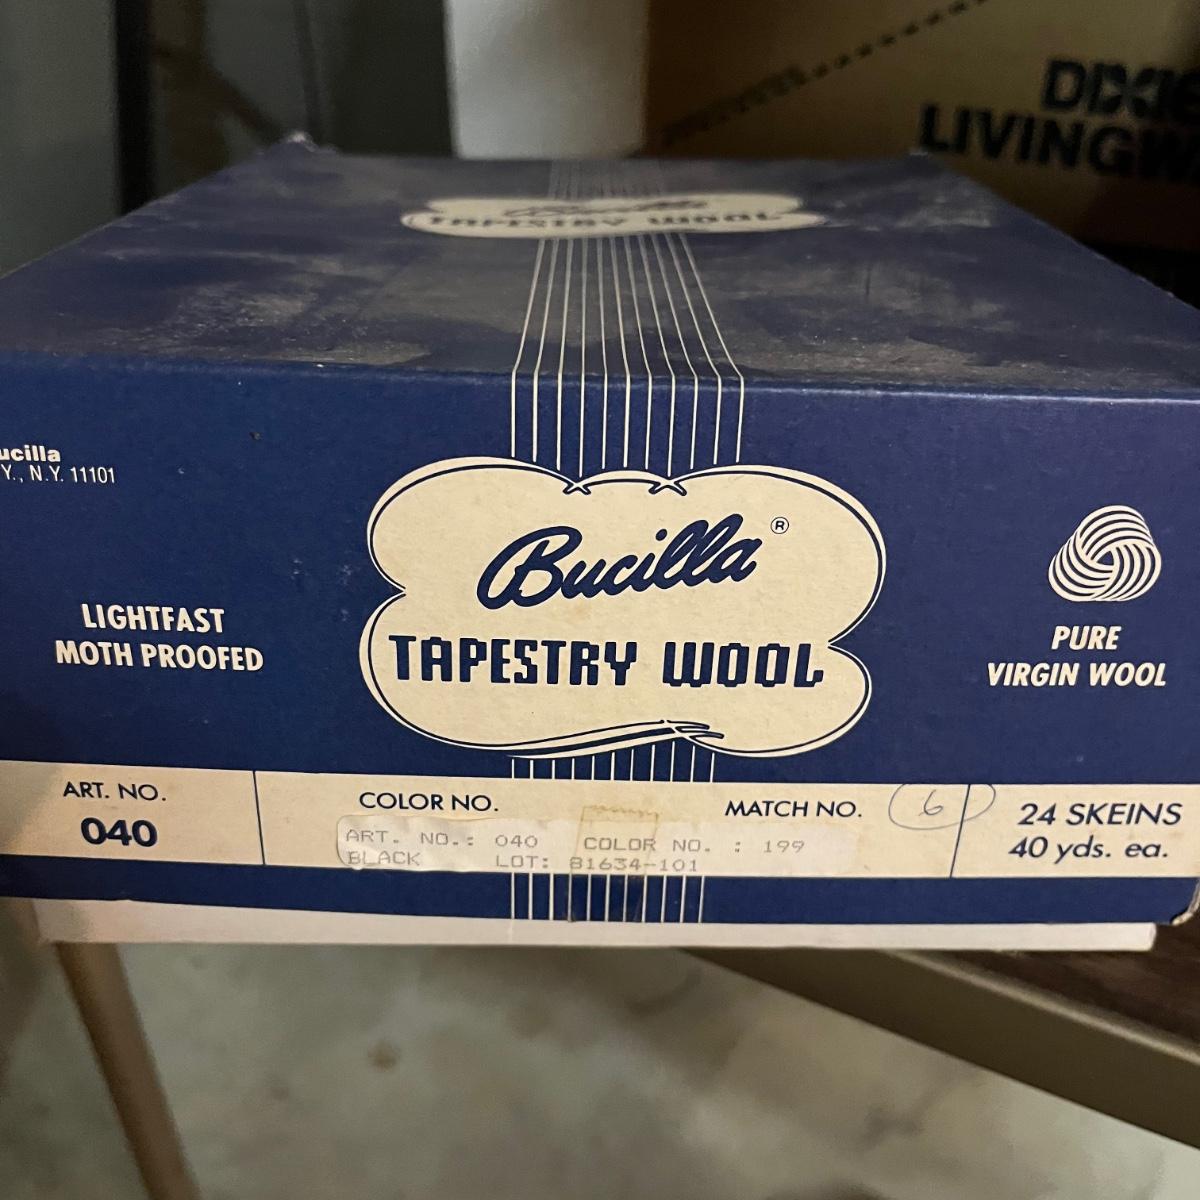 DIXIE
LIVING
Bucilla
TAPESTRY WOOL
ucilla
Y., N.Y. 11101
Bucilla ®
TAPESTRY WOOL
LIGHTFAST
MOTH PROOFED
PURE
VIRGIN WOOL
ART. NO.
040
COLOR NO.
MATCH NO.
6
24 SKEINS
40 yds. ea.
ART. NO.: 040 COLOR NO. : 199
BLACK LOT: 81634-101